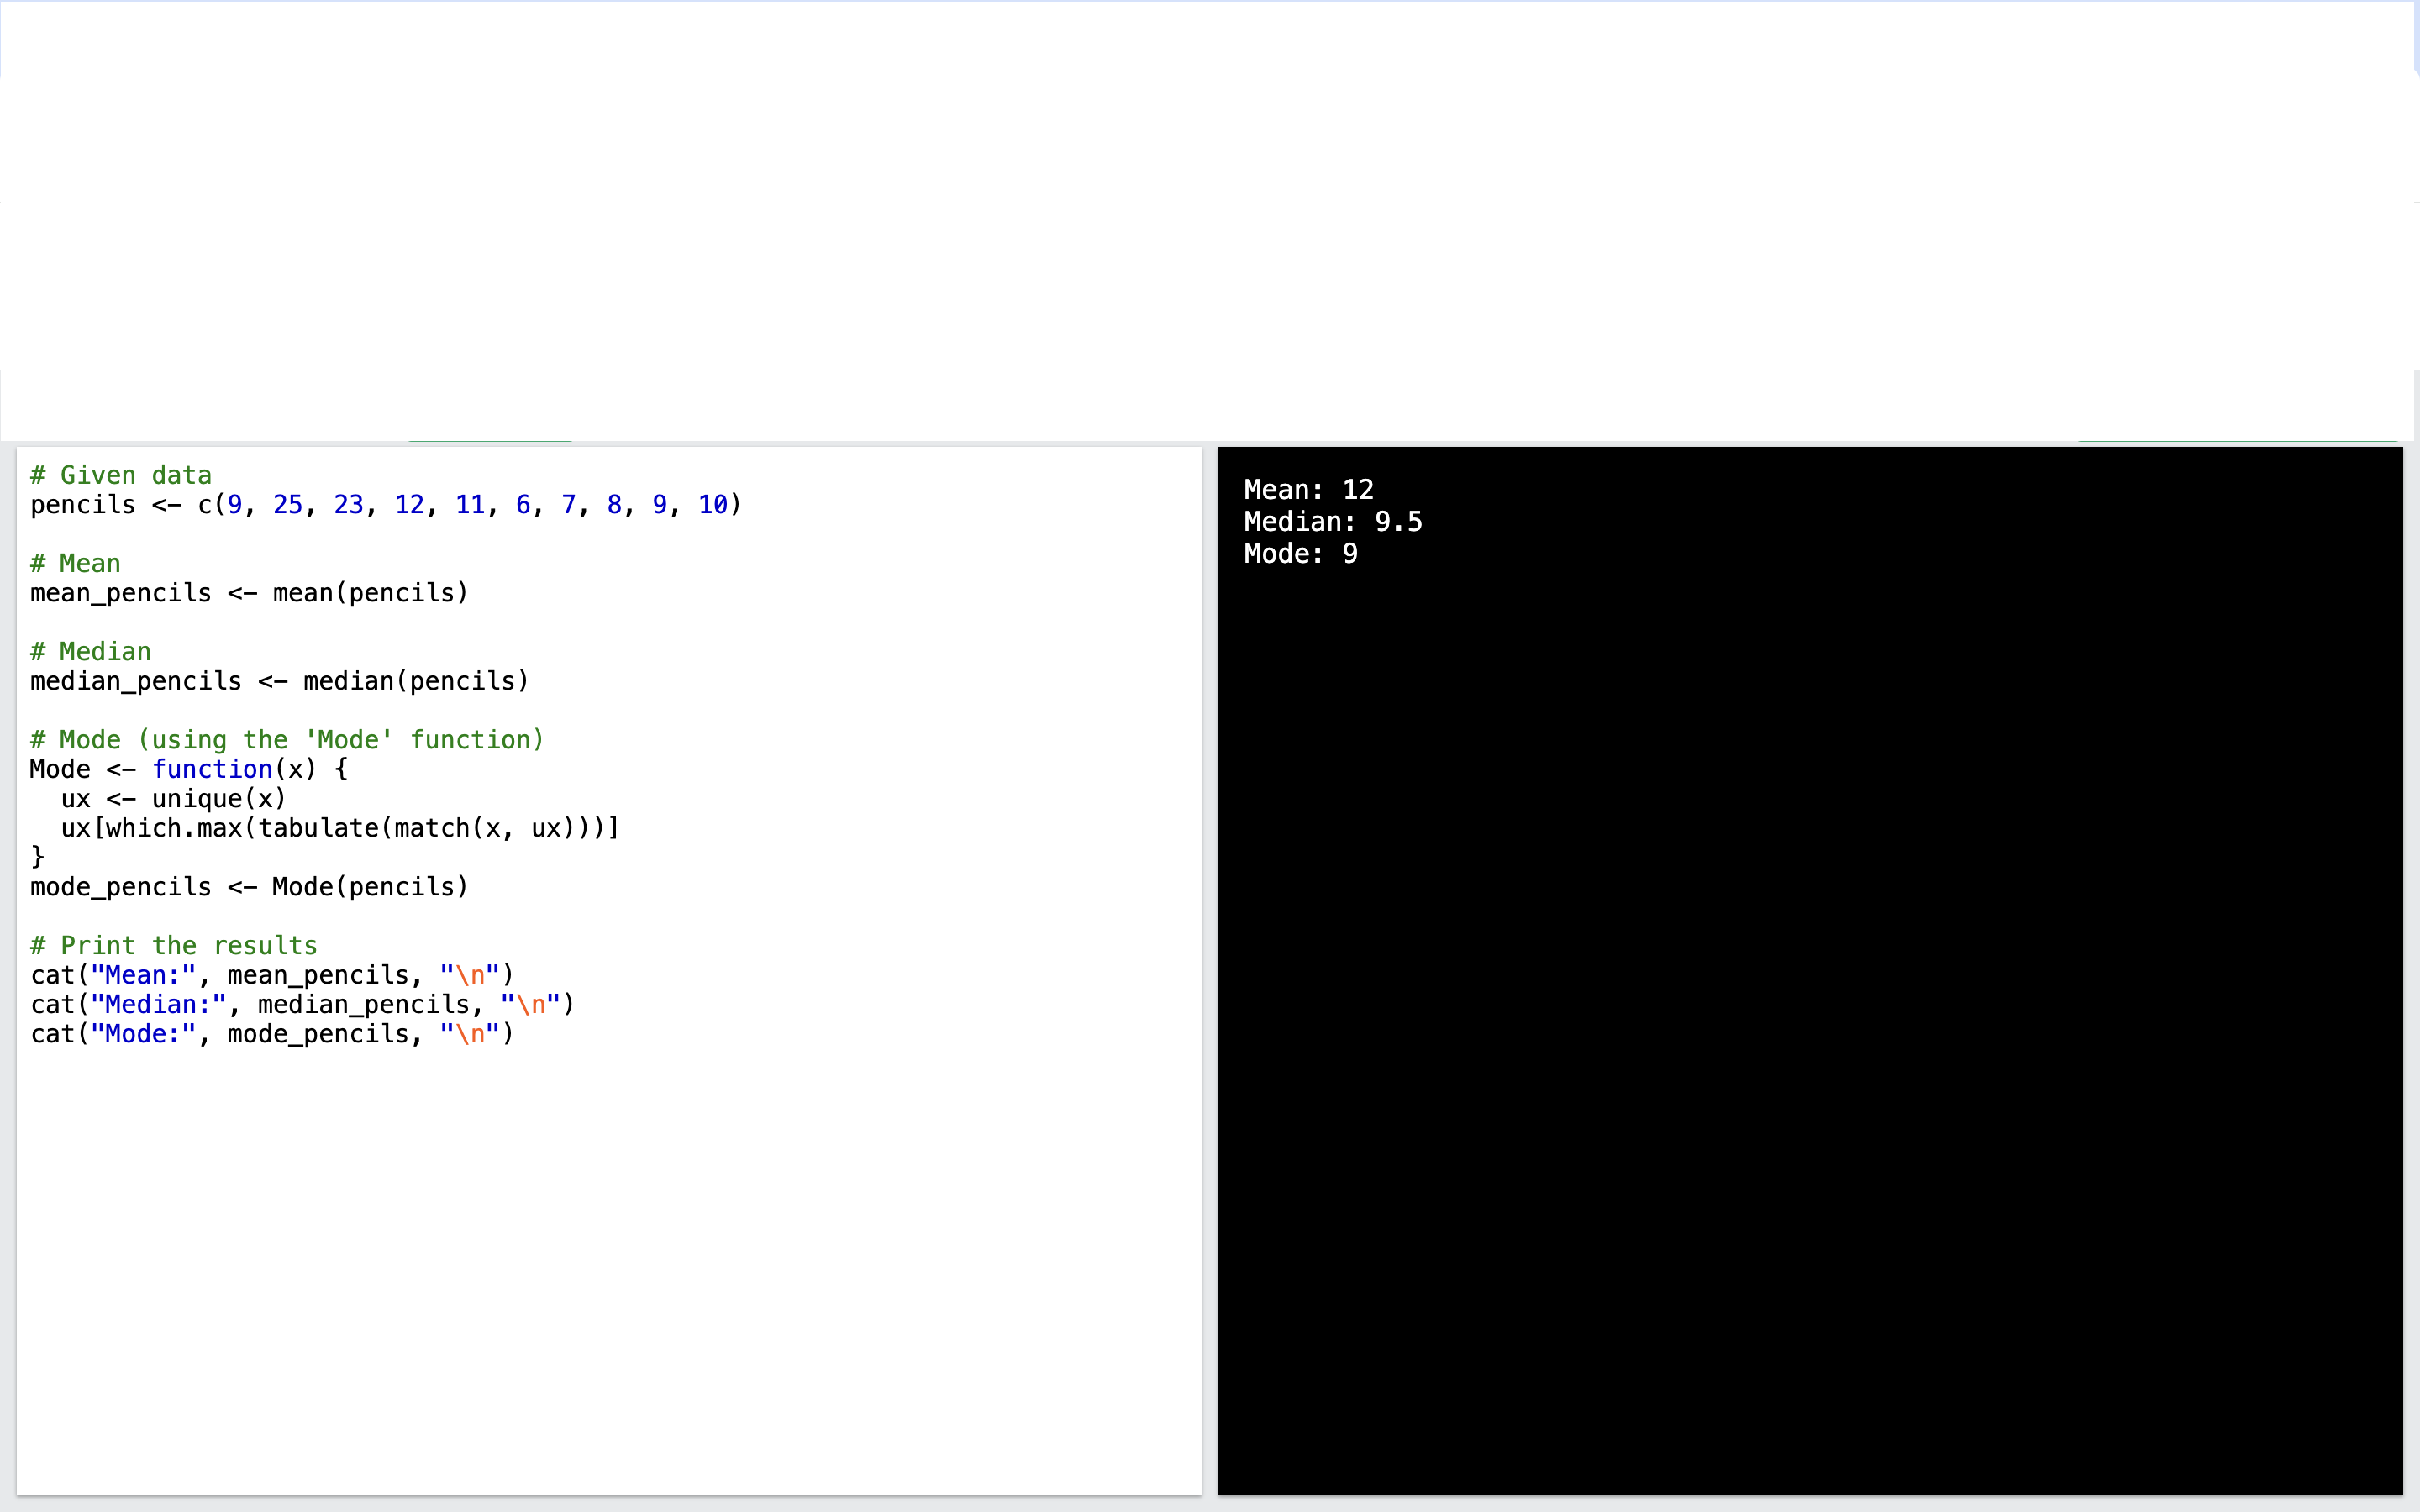 # Given data
pencils <- c(9, 25, 23, 12, 11, 6, 7, 8, 9, 10)
# Mean
mean_pencils <- mean(pencils)
# Median
median_pencils <- median(pencils)
# Mode (using the 'Mode' function)
Mode <- function(x) {
  ux <- unique(x)
  ux[which.max(tabulate(match(x, ux)))]
}
mode_pencils <- Mode(pencils)
# Print the results
cat("Mean:", mean_pencils, "\n")
cat("Median:", median_pencils, "\n")
cat("Mode:", mode_pencils, "\n")
Mean: 12
Median: 9.5
Mode: 9